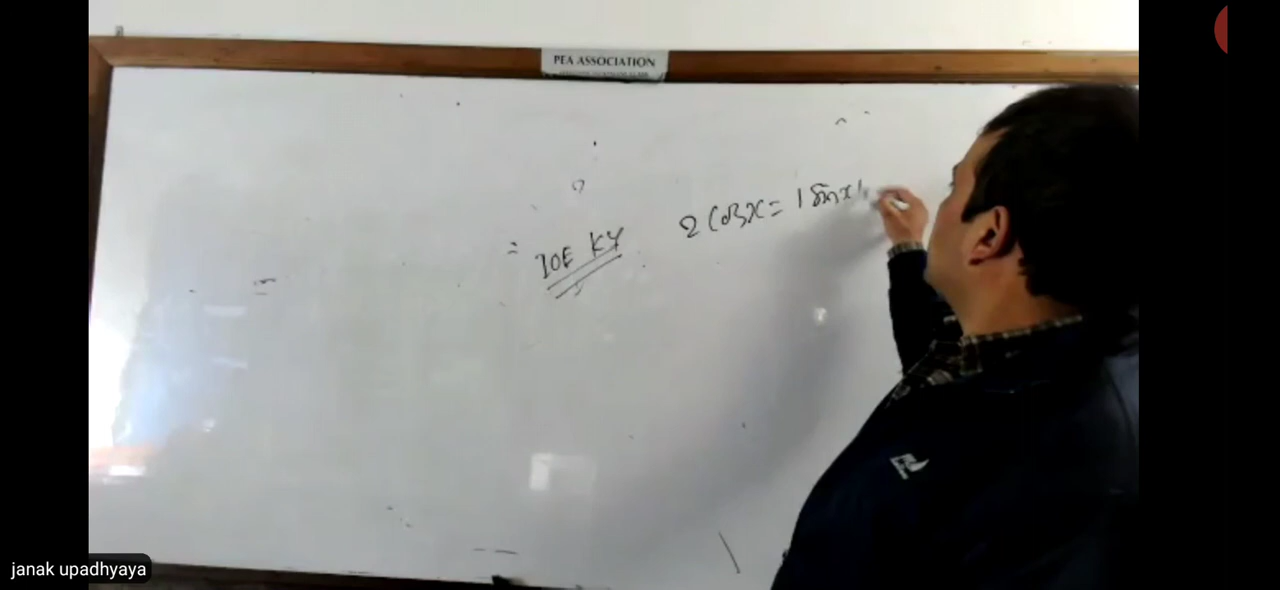 PEA ASSOCIATION
2 cos x = | sin x |
IOE KY
janak upadhyaya